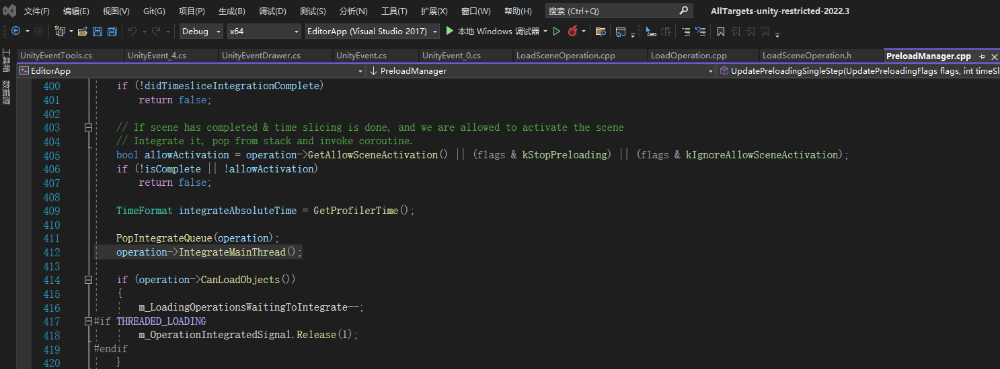 文件(F) 编辑(E) 视图(V) Git(G) 项目(P) 生成(B) 调试(D) 测试(S) 分析(N) 工具(T) 扩展(X) 窗口(W) 帮助(H) 搜索 (Ctrl+Q) AllTargets-unity-restricted-2022.3
Debug x64 EditorApp (Visual Studio 2017) 本地 Windows 调试器
工具箱
数据源
UnityEventTools.cs UnityEvent_4.cs UnityEventDrawer.cs UnityEvent.cs UnityEvent_0.cs LoadSceneOperation.cpp LoadOperation.cpp LoadSceneOperation.h PreloadManager.cpp
EditorApp PreloadManager UpdatePreloadingSingleStep(UpdatePreloadingFlags flags, int timeSl
400 if (!didTimesliceIntegrationComplete)
401 return false;
402
403 // If scene has completed & time slicing is done, and we are allowed to activate the scene
404 // Integrate it, pop from stack and invoke coroutine.
405 bool allowActivation = operation->GetAllowSceneActivation() || (flags & kStopPreloading) || (flags & kIgnoreAllowSceneActivation);
406 if (!isComplete || !allowActivation)
407 return false;
408
409 TimeFormat integrateAbsoluteTime = GetProfilerTime();
410
411 PopIntegrateQueue(operation);
412 operation->IntegrateMainThread();
413
414 if (operation->CanLoadObjects())
415 {
416 m_LoadingOperationsWaitingToIntegrate--;
417 #if THREADED_LOADING
418 m_OperationIntegratedSignal.Release(1);
419 #endif
420 }